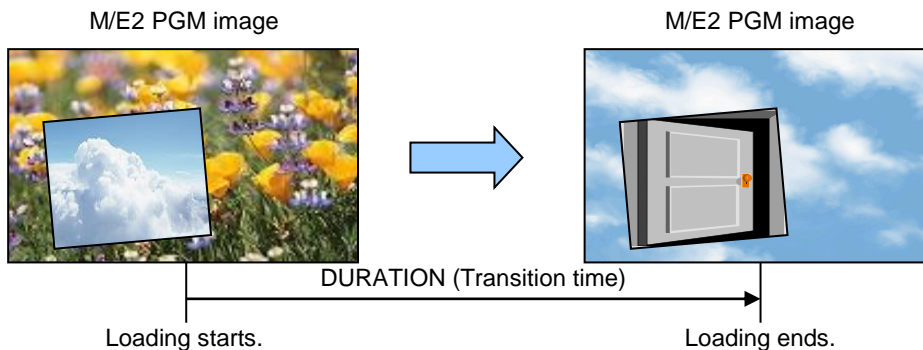 M/E2 PGM image
M/E2 PGM image
DURATION (Transition time)
Loading starts.
Loading ends.